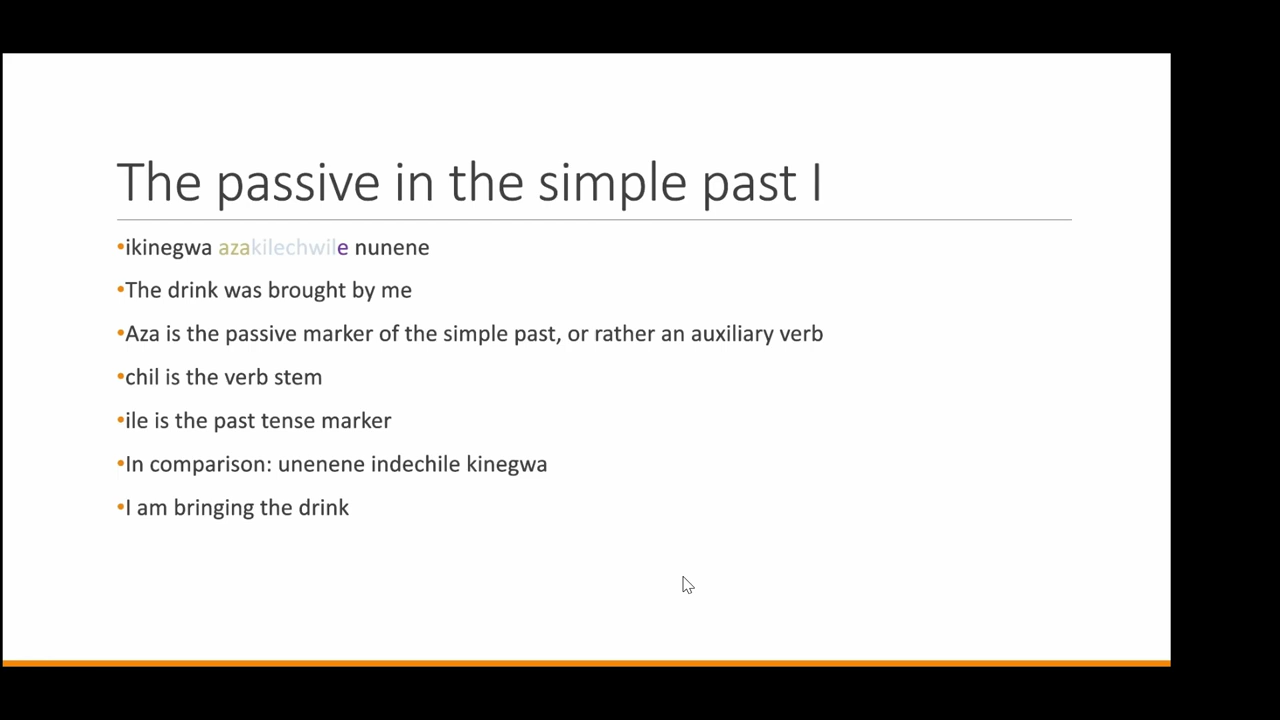 The passive in the simple past I
•ikinegwa azakilechwile nunene
•The drink was brought by me
•Aza is the passive marker of the simple past, or rather an auxiliary verb
•chil is the verb stem
•ile is the past tense marker
•In comparison: unenene indechile kinegwa
•I am bringing the drink